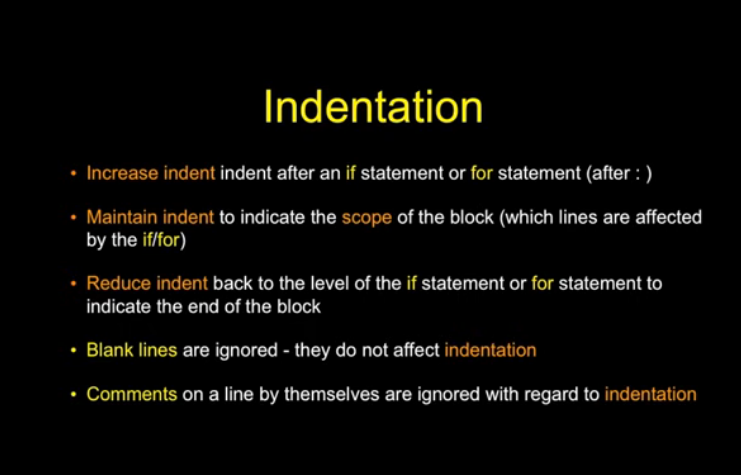 Indentation
• Increase indent indent after an if statement or for statement (after : )
• Maintain indent to indicate the scope of the block (which lines are affected
by the if/for)
• Reduce indent back to the level of the if statement or for statement to
indicate the end of the block
• Blank lines are ignored - they do not affect indentation
• Comments on a line by themselves are ignored with regard to indentation